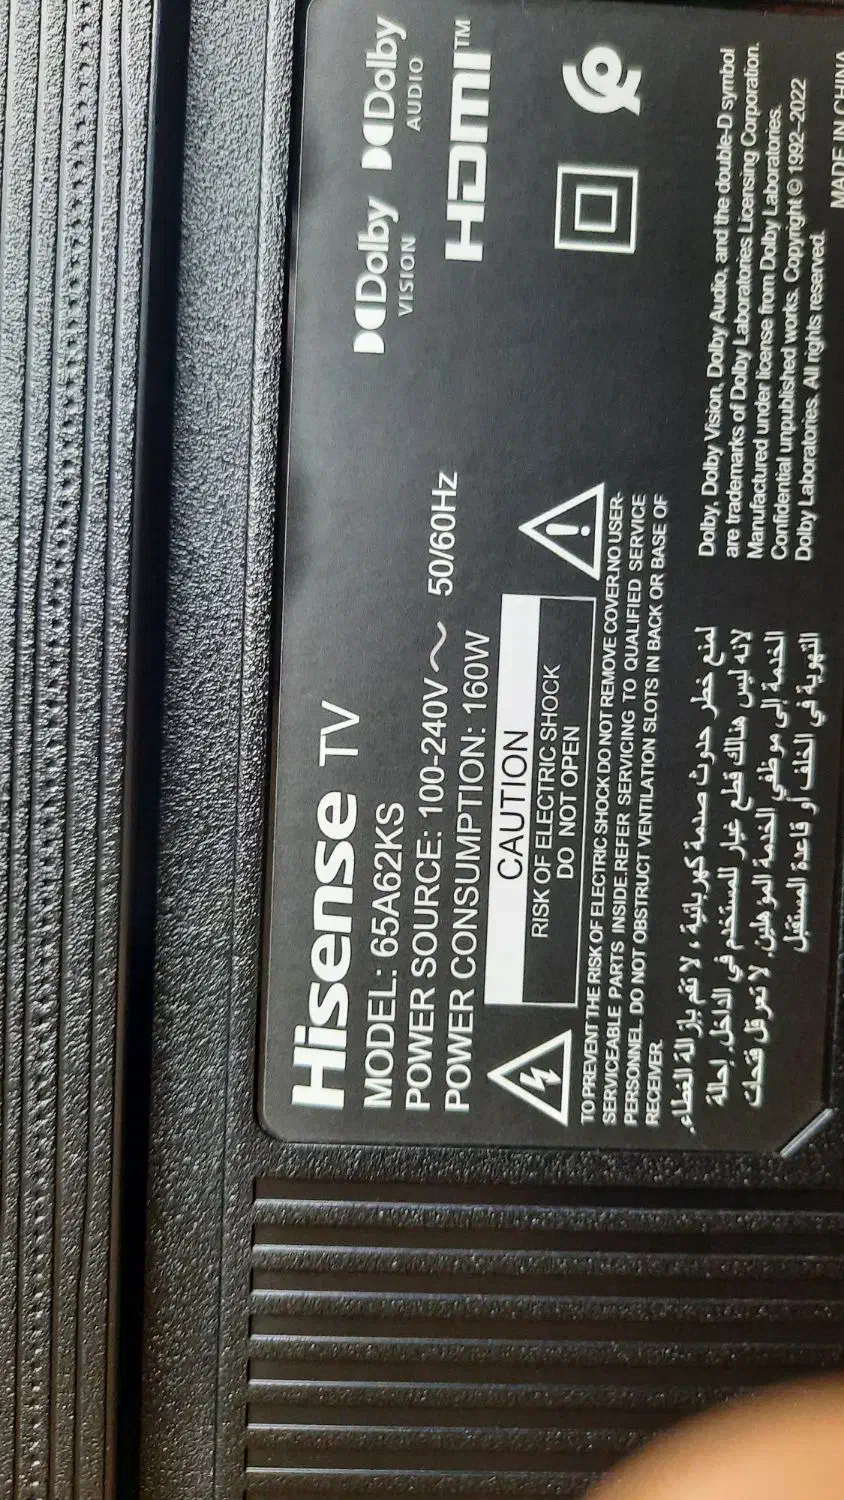 Hisense TV
MODEL: 65A62KS
POWER SOURCE: 100-240V～ 50/60Hz
POWER CONSUMPTION: 160W
Dolby VISION
Dolby AUDIO
HDMI™
CAUTION
RISK OF ELECTRIC SHOCK
DO NOT OPEN
TO PREVENT THE RISK OF ELECTRIC SHOCK DO NOT REMOVE COVER.NO USER-
SERVICEABLE PARTS INSIDE.REFER SERVICING TO QUALIFIED SERVICE
PERSONNEL. DO NOT OBSTRUCT VENTILATION SLOTS IN BACK OR BASE OF
RECEIVER.
لمنع خطر حدوث صدمة كهربائية ، لا تقم بإزالة الغطاء.
لأنه ليس هنالك قطع غيار للمستخدم في الداخل. إحالة
الخدمة إلى موظفي الخدمة المؤهلين. لا تعرقل فتحات
التهوية في الخلف أو قاعدة المستقبل
Dolby, Dolby Vision, Dolby Audio, and the double-D symbol
are trademarks of Dolby Laboratories Licensing Corporation.
Manufactured under license from Dolby Laboratories.
Confidential unpublished works. Copyright © 1992–2022
Dolby Laboratories. All rights reserved.
MADE IN CHINA